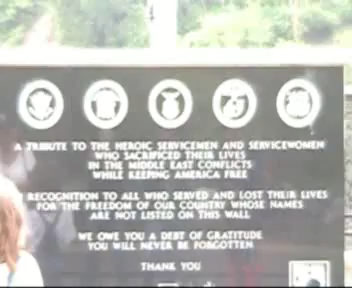 A TRIBUTE TO THE HEROIC SERVICEMEN AND SERVICEWOMEN
WHO SACRIFICED THEIR LIVES
IN THE MIDDLE EAST CONFLICTS
WHILE KEEPING AMERICA FREE
RECOGNITION TO ALL WHO SERVED AND LOST THEIR LIVES
FOR THE FREEDOM OF OUR COUNTRY WHOSE NAMES
ARE NOT LISTED ON THIS WALL
WE OWE YOU A DEBT OF GRATITUDE
YOU WILL NEVER BE FORGOTTEN
THANK YOU